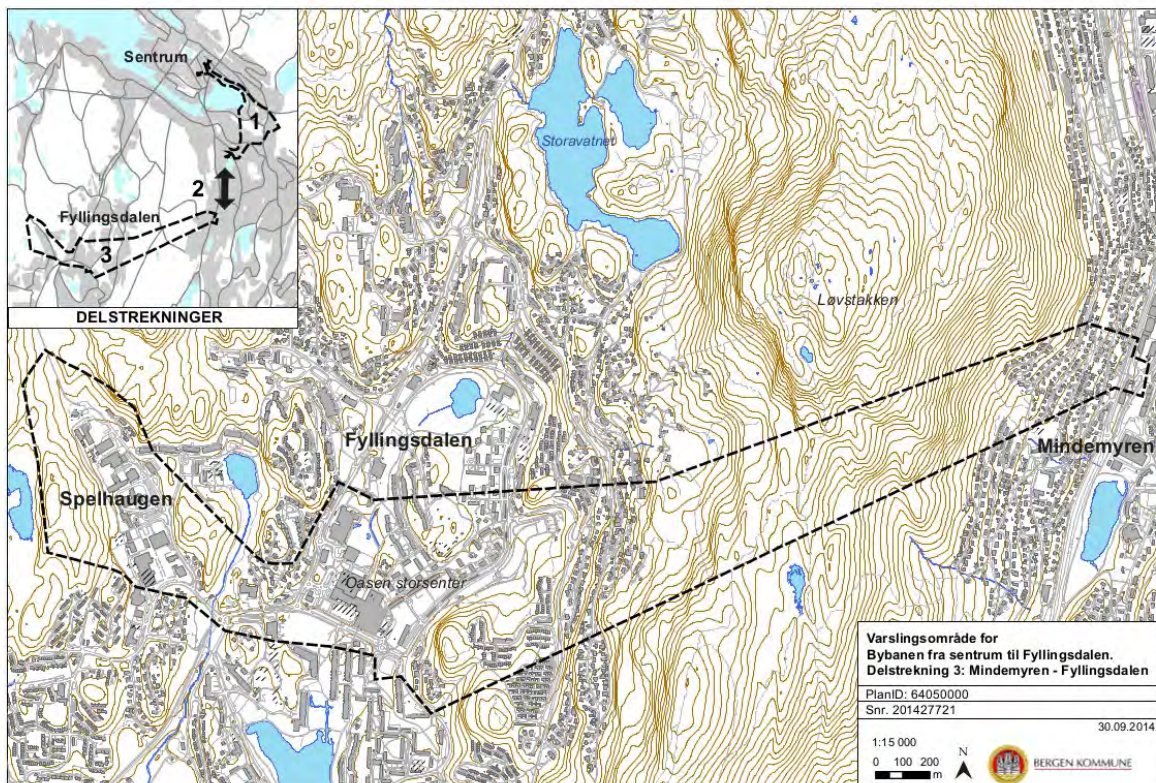 Sentrum
1
2
Fyllingsdalen
3
DELSTREKNINGER
Storavatnet
Løvstakken
Fyllingsdalen
Mindemyren
Spelhaugen
Oasen storsenter
Varslingsområde for
Bybanen fra sentrum til Fyllingsdalen.
Delstrekning 3: Mindemyren - Fyllingsdalen
PlanID: 64050000
Snr. 201427721
30.09.2014
1:15 000
0 100 200
m
N
BERGEN KOMMUNE